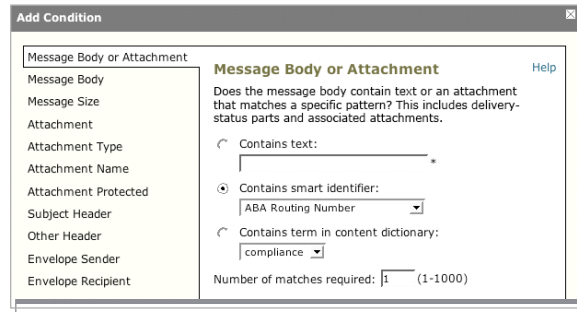 Add Condition
Message Body or Attachment
Message Body
Message Size
Attachment
Attachment Type
Attachment Name
Attachment Protected
Subject Header
Other Header
Envelope Sender
Envelope Recipient
Message Body or Attachment
Help
Does the message body contain text or an attachment
that matches a specific pattern? This includes delivery-
status parts and associated attachments.
Contains text:
*
Contains smart identifier:
ABA Routing Number
Contains term in content dictionary:
compliance
Number of matches required: 1 (1-1000)